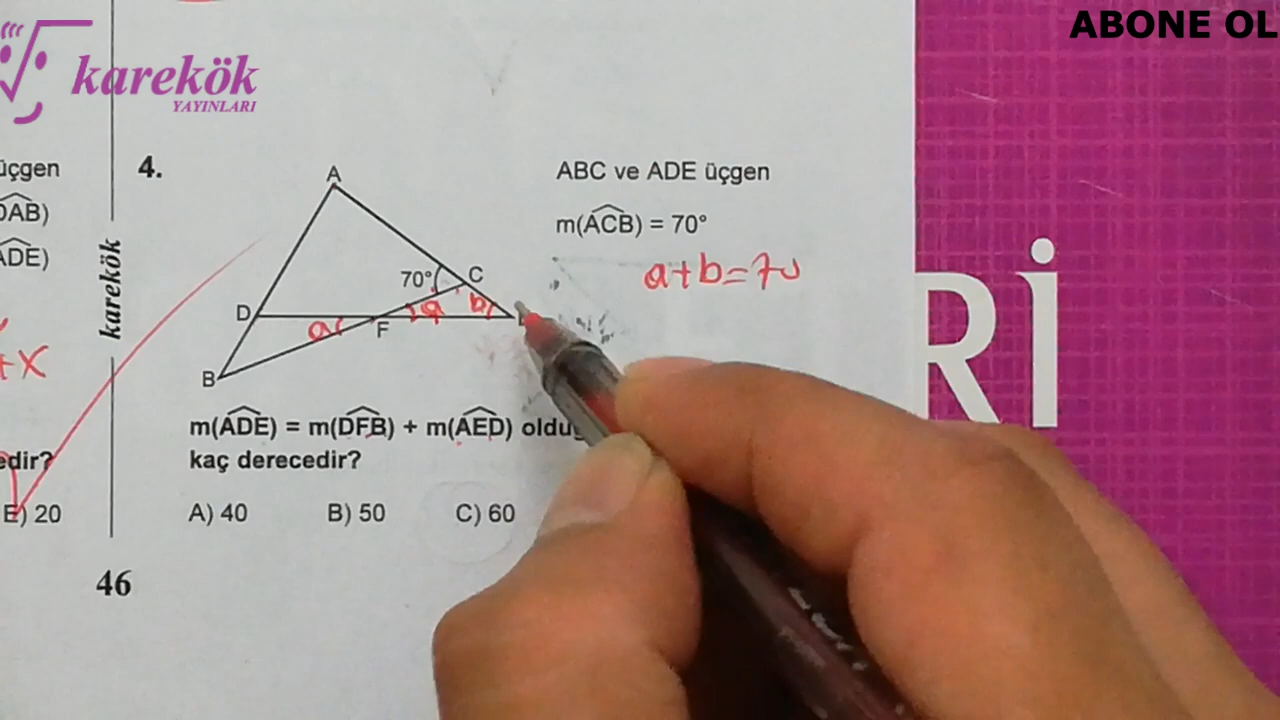 ABONE OL
karekök
YAYINLARI
üçgen
DAB)
ADE)
+x
edir?
E) 20
karekök
46
4.
A
70°
C
D
F
B
a
a
b
ABC ve ADE üçgen
m(ACB) = 70°
a+b=70
m(ADE) = m(DFB) + m(AED)
kaç derecedir?
A) 40 B) 50 C) 60
Rİ